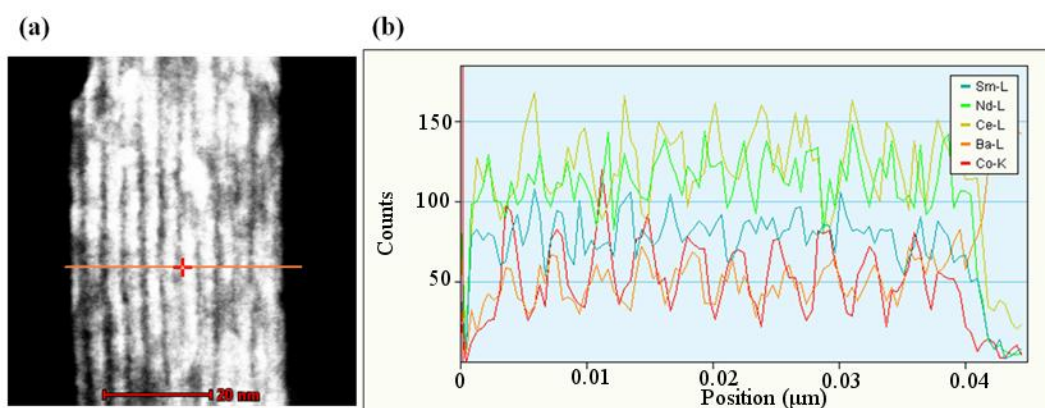 (a)
20 nm
(b)
Counts
150
100
50
0
0.01
0.02
0.03
0.04
Position (μm)
Sm-L
Nd-L
Ce-L
Ba-L
Co-K